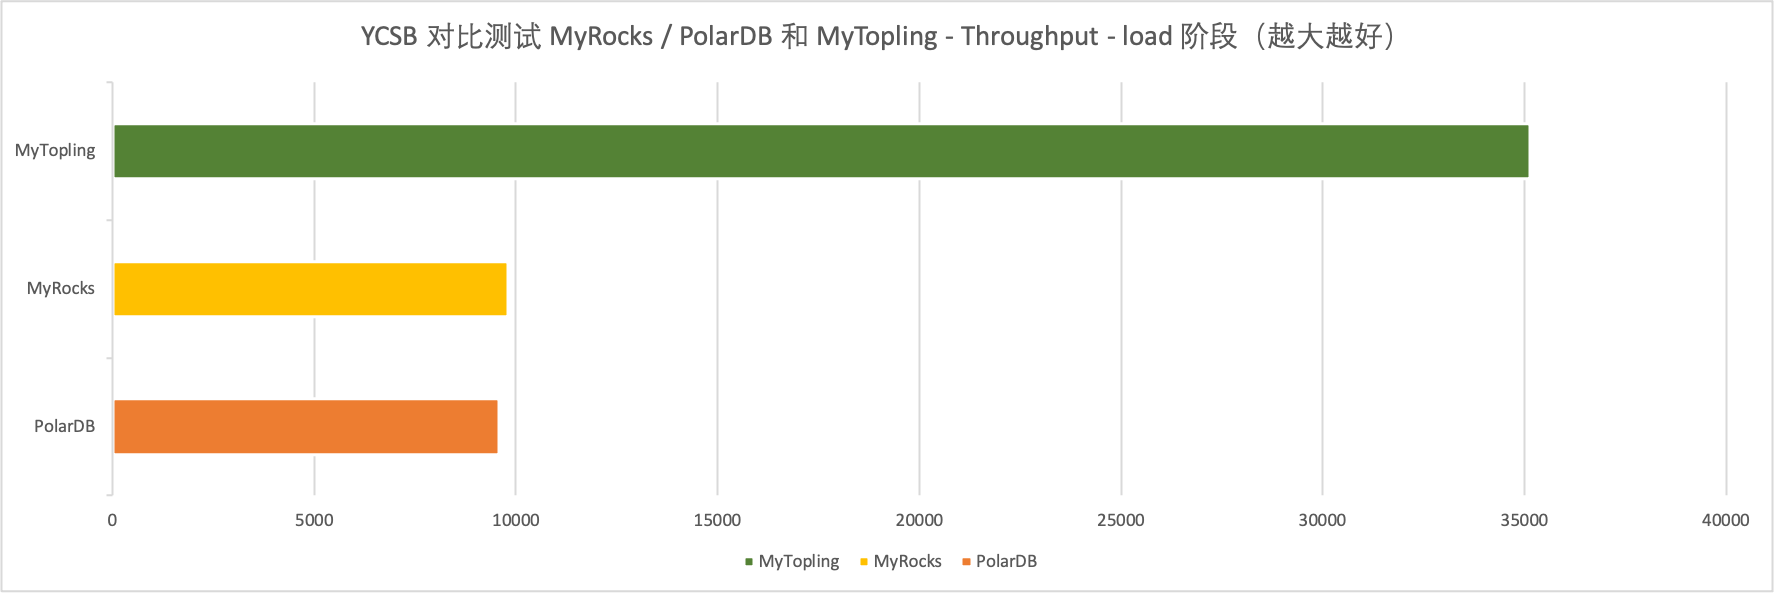 YCSB 对比测试 MyRocks / PolarDB 和 MyTopling - Throughput - load 阶段（越大越好）
MyTopling
MyRocks
PolarDB
0 5000 10000 15000 20000 25000 30000 35000 40000
MyTopling MyRocks PolarDB